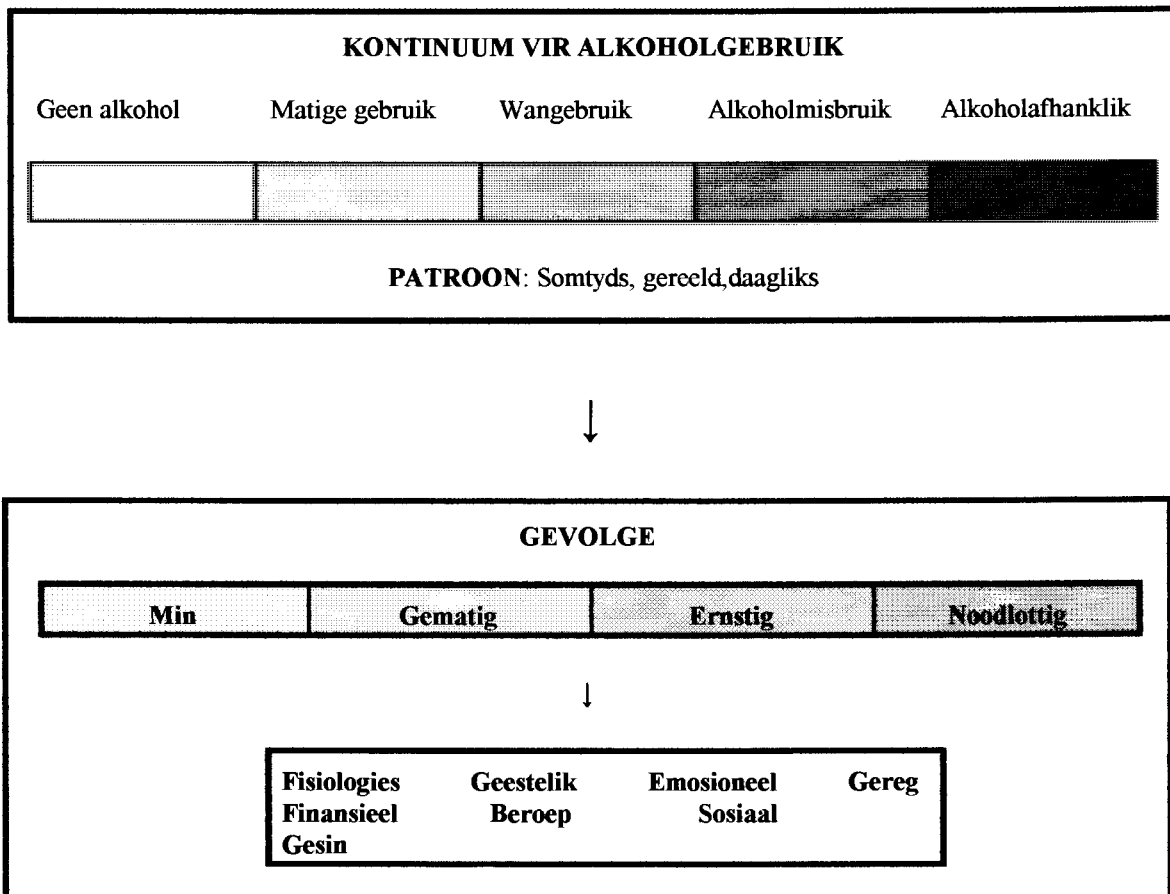 KONTINUUM VIR ALKOHOLGEBRUIK
Geen alkohol Matige gebruik Wangebruik Alkoholmisbruik Alkoholafhanklik
PATROON: Somtyds, gereeld,daagliks
↓
GEVOLGE
Min Gematig Ernstig Noodlottig
↓
Fisiologies Geestelik Emosioneel Gereg
Finansieel Beroep Sosiaal
Gesin